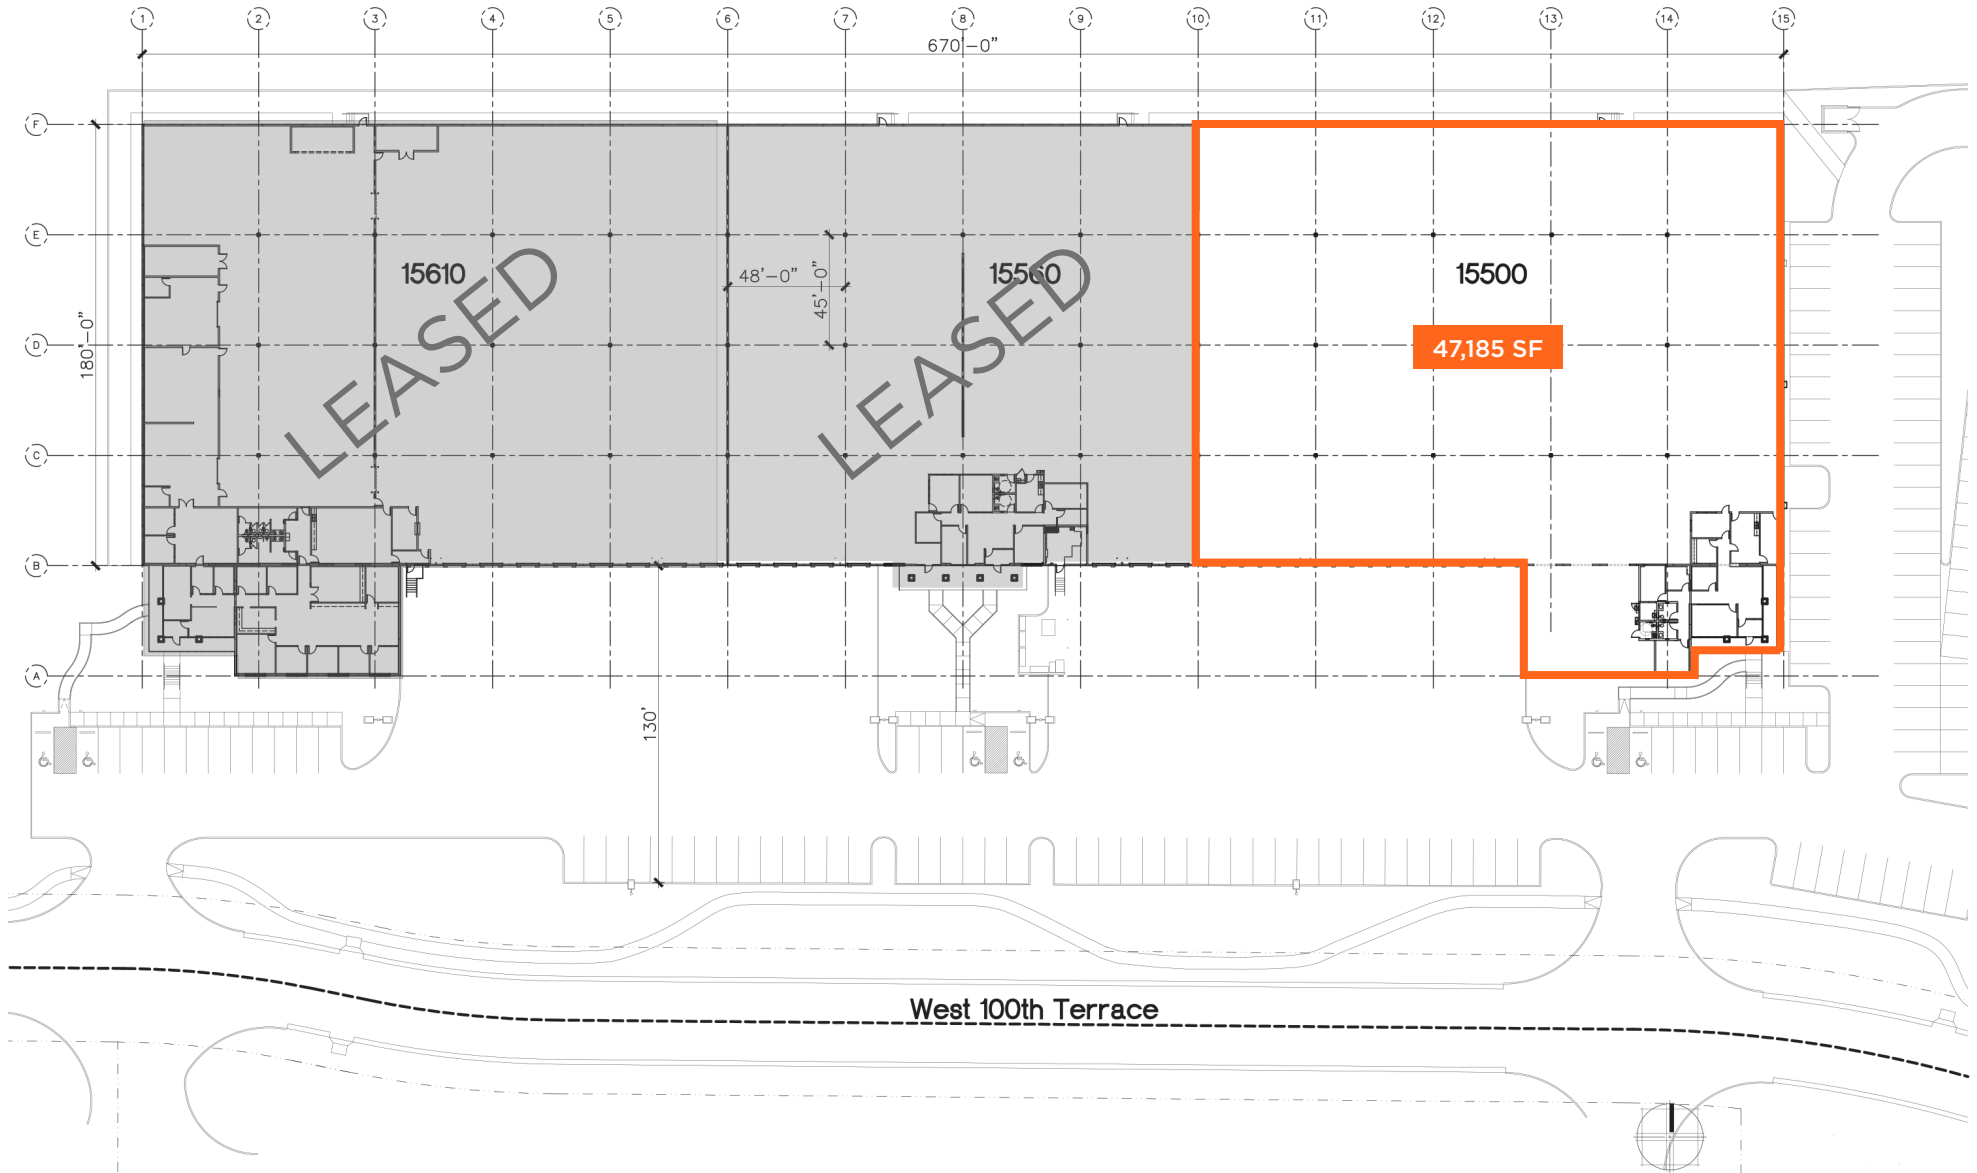 1 2 3 4 5 6 7 8 9 10 11 12 13 14 15
670'-0"
F
E
D
C
B
A
180'-0"
15610
LEASED
48'-0"
45'-0"
15560
LEASED
15500
47,185 SF
130'
West 100th Terrace